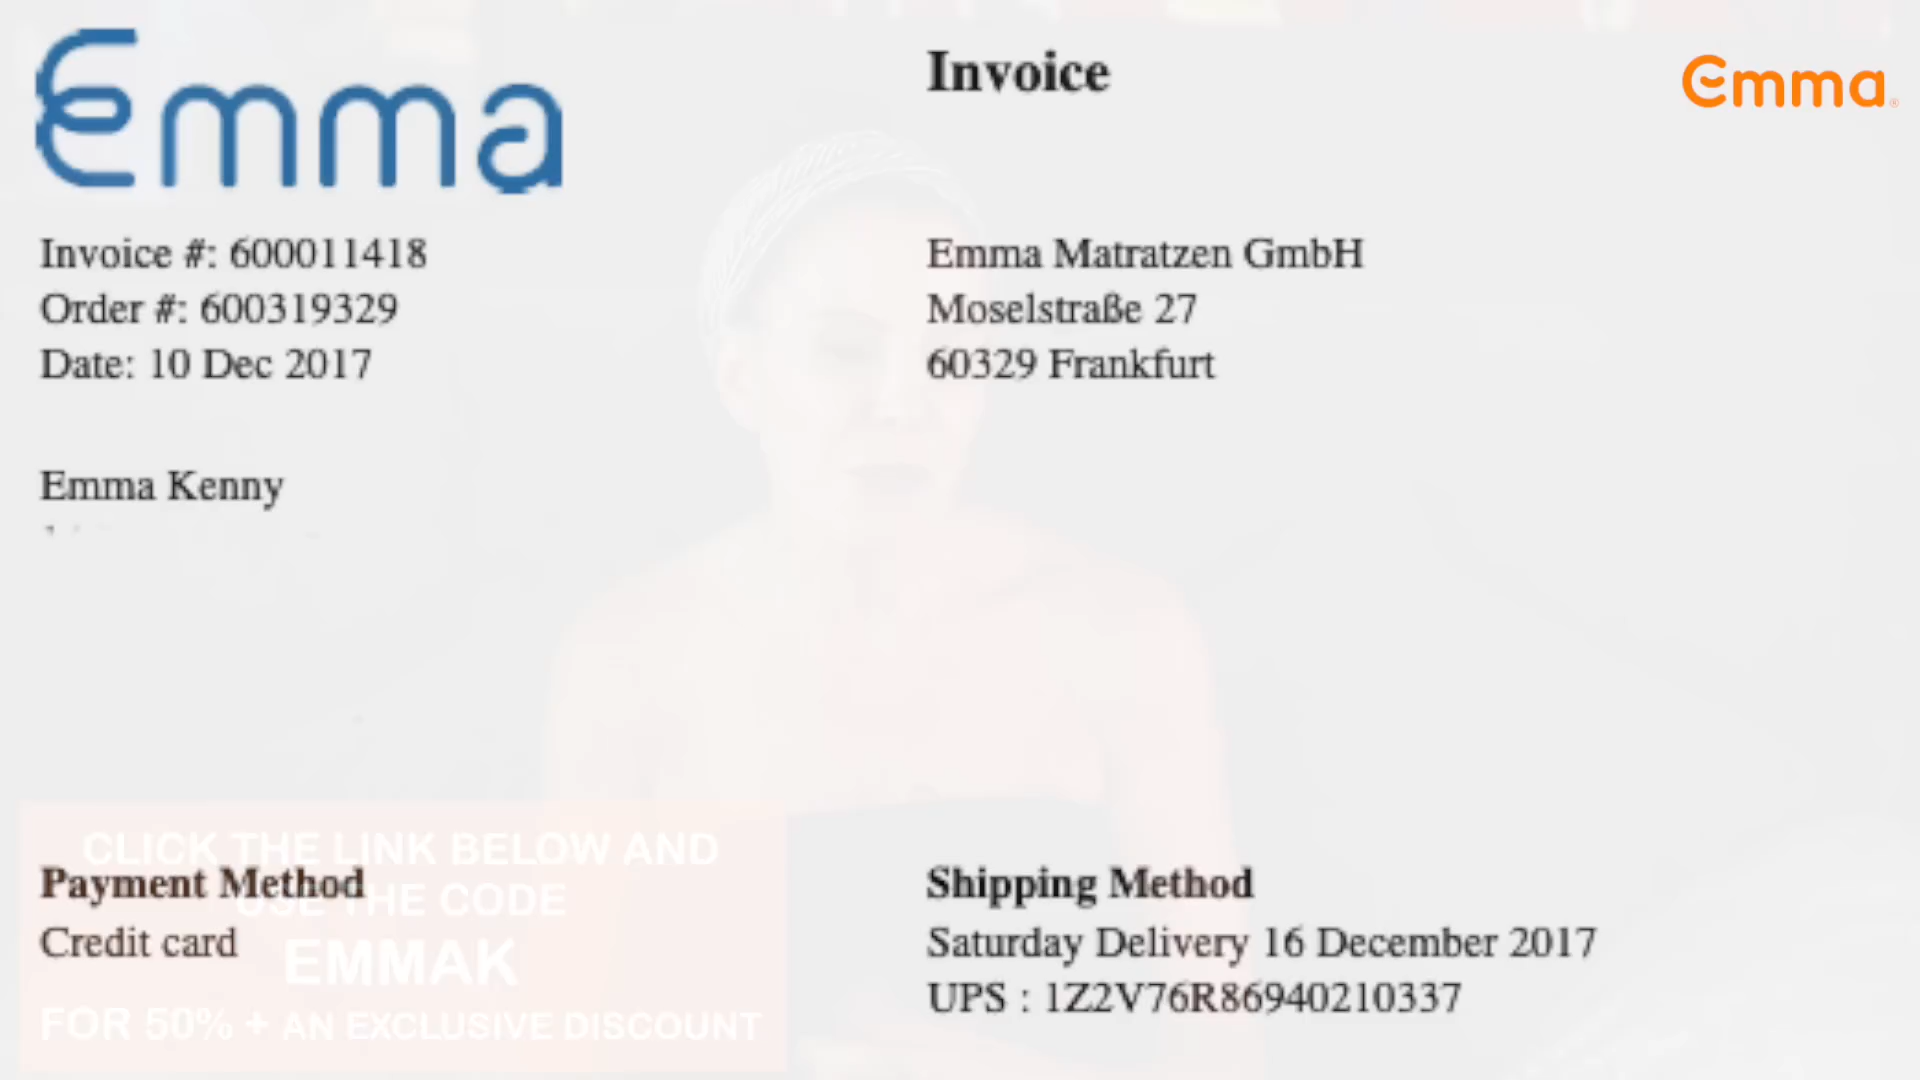 Emma
Invoice
Emma
Invoice #: 600011418
Order #: 600319329
Date: 10 Dec 2017
Emma Matratzen GmbH
Moselstraße 27
60329 Frankfurt
Emma Kenny
Payment Method
Credit card
Shipping Method
Saturday Delivery 16 December 2017
UPS : 1Z2V76R86940210337
CLICK THE LINK BELOW AND
USE THE CODE
EMMAK
FOR 50% + AN EXCLUSIVE DISCOUNT